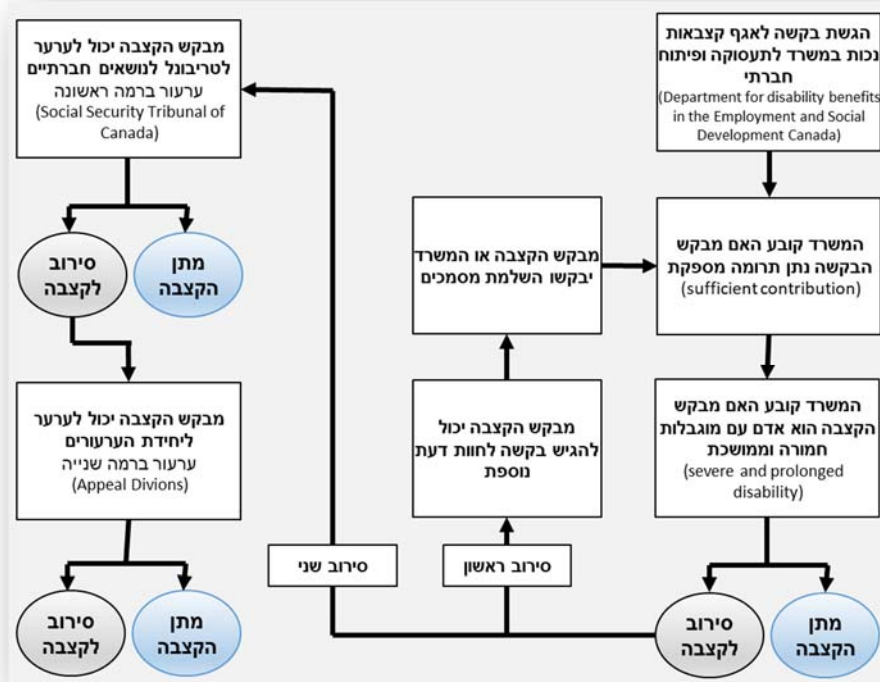 הגשת בקשה לאגף קצבאות
נכות במשרד לתעסוקה ופיתוח
חברתי
(Department for disability benefits
in the Employment and Social
Development Canada)
המשרד קובע האם מבקש
הבקשה נתן תרומה מספקת
(sufficient contribution)
המשרד קובע האם מבקש
הקצבה הוא אדם עם מוגבלות
חמורה וממושכת
(severe and prolonged
disability)
מתן
הקצבה
סירוב
לקצבה
סירוב ראשון
מבקש הקצבה יכול
להגיש בקשה לחוות דעת
נוספת
מבקש הקצבה או המשרד
יבקשו השלמת מסמכים
סירוב שני
מבקש הקצבה יכול לערער
לטריבונל לנושאים חברתיים
ערעור ברמה ראשונה
(Social Security Tribunal of
Canada)
מתן
הקצבה
סירוב
לקצבה
מבקש הקצבה יכול לערער
ליחידת הערעורים
ערעור ברמה שנייה
(Appeal Divions)
מתן
הקצבה
סירוב
לקצבה